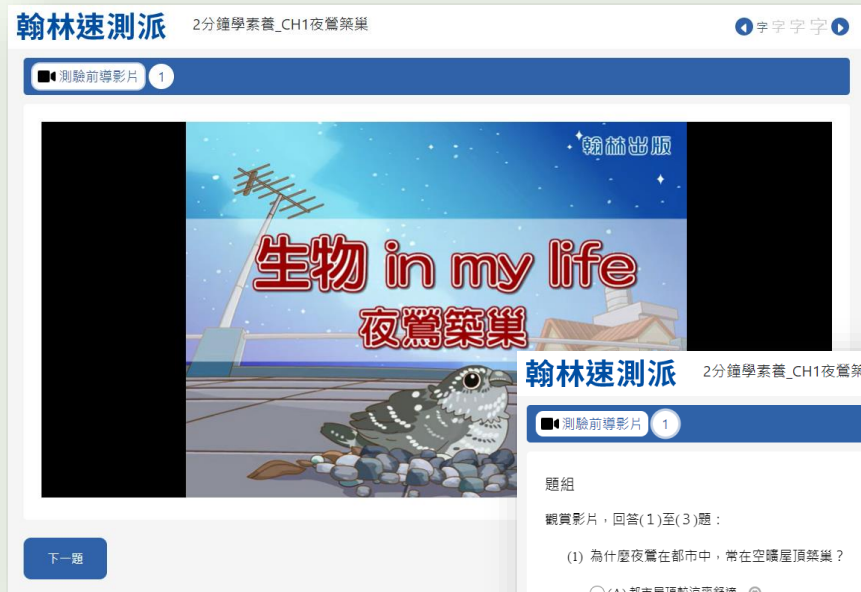 翰林速測派
2分鐘學素養_CH1夜鶯築巢
字字字字
測驗前導影片 1
翰林出版
生物 in my life
夜鶯築巢
下一題
翰林速測派
2分鐘學素養_CH1夜鶯築
測驗前導影片 1
題組
觀賞影片，回答(1)至(3)題：
(1) 為什麼夜鶯在都市中，常在空曠屋頂築巢？